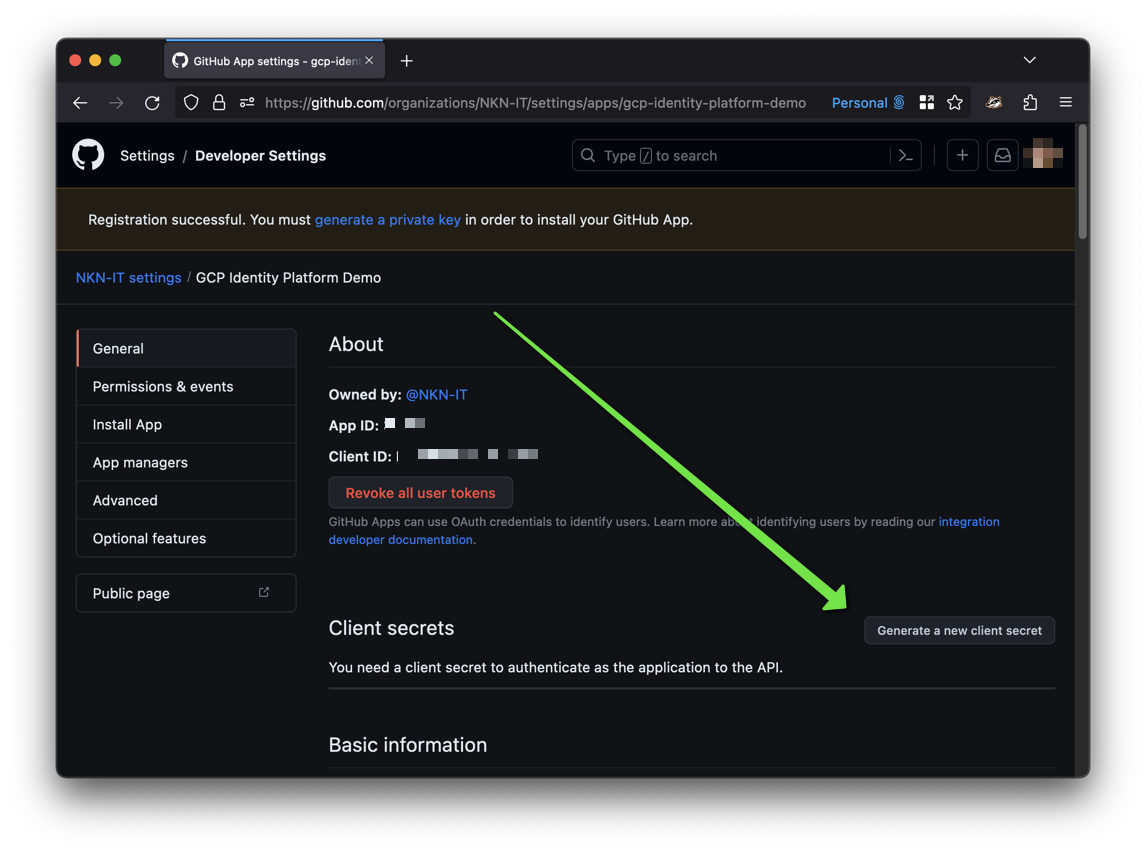 GitHub App settings - gcp-iden
https://github.com/organizations/NKN-IT/settings/apps/gcp-identity-platform-demo Personal
Settings / Developer Settings
Type / to search
Registration successful. You must generate a private key in order to install your GitHub App.
NKN-IT settings / GCP Identity Platform Demo
General
Permissions & events
Install App
App managers
Advanced
Optional features
Public page
About
Owned by: @NKN-IT
App ID:
Client ID:
Revoke all user tokens
GitHub Apps can use OAuth credentials to identify users. Learn more about identifying users by reading our integration
developer documentation.
Client secrets
Generate a new client secret
You need a client secret to authenticate as the application to the API.
Basic information